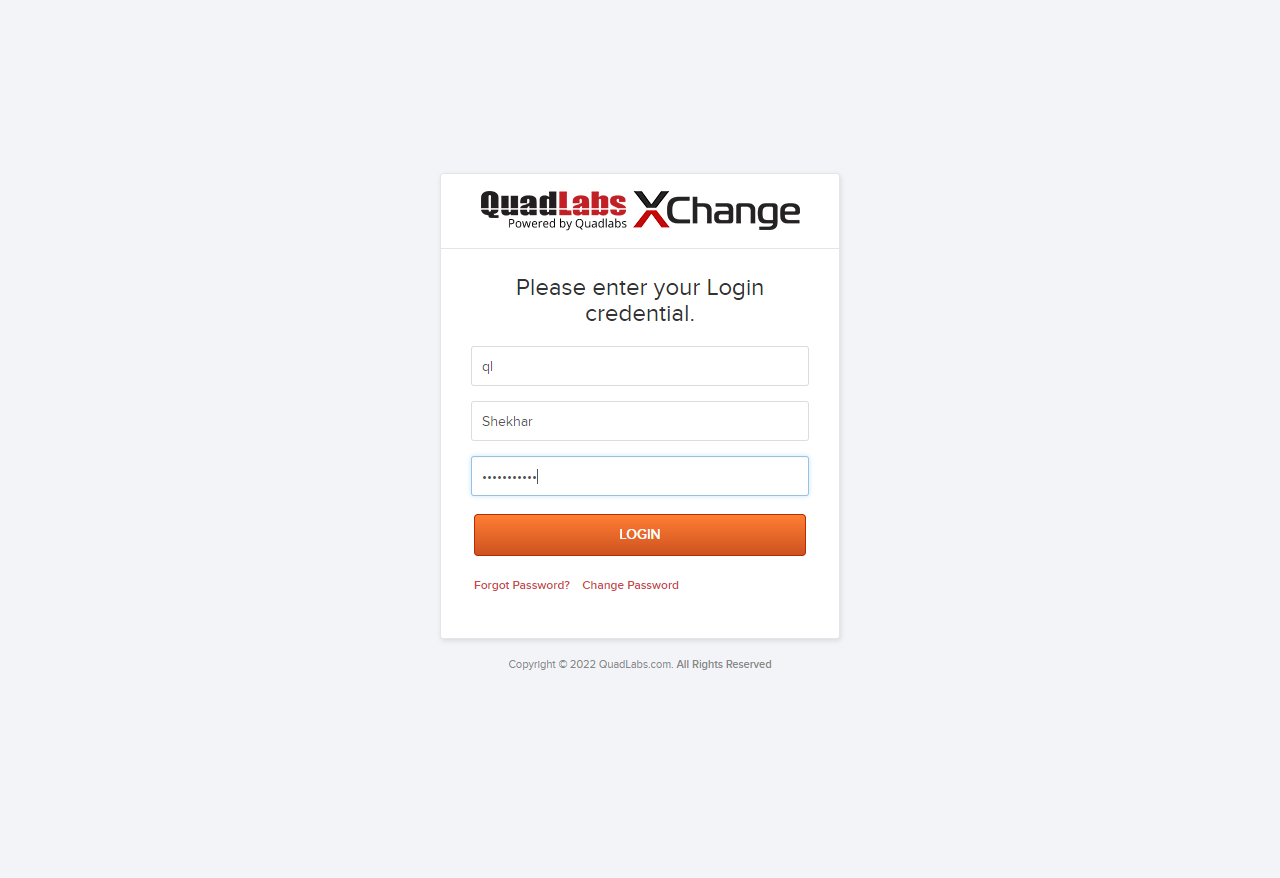 QuadLabs XChange
Powered by Quadlabs
Please enter your Login
credential.
ql
Shekhar
•••••••••••
LOGIN
Forgot Password? Change Password
Copyright © 2022 QuadLabs.com. All Rights Reserved